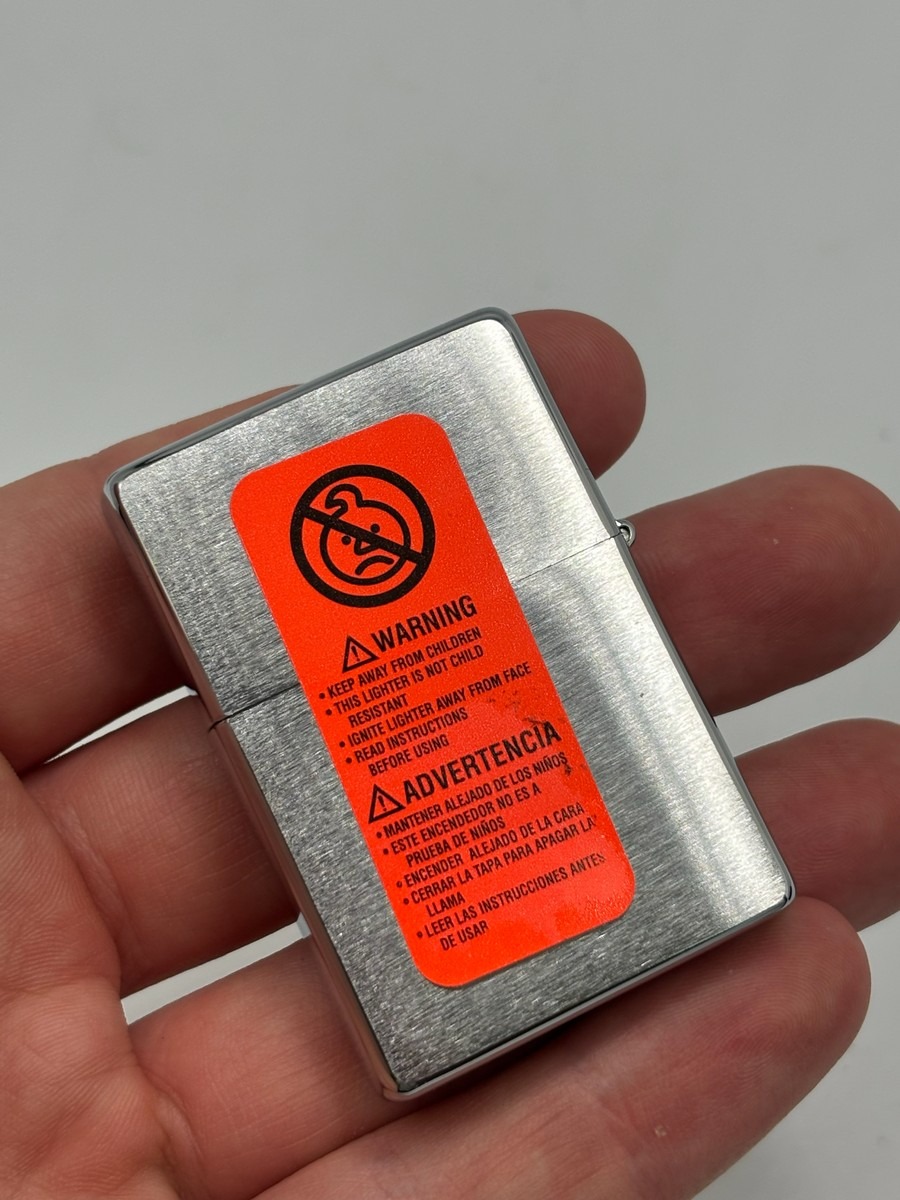 ⚠WARNING
• KEEP AWAY FROM CHILDREN
• THIS LIGHTER IS NOT CHILD
RESISTANT
• IGNITE LIGHTER AWAY FROM FACE
• READ INSTRUCTIONS
BEFORE USING
⚠ADVERTENCIA
• MANTENER ALEJADO DE LOS NIÑOS
• ESTE ENCENDEDOR NO ES A
PRUEBA DE NIÑOS
• ENCENDER ALEJADO DE LA CARA
• CERRAR LA TAPA PARA APAGAR LA
LLAMA
• LEER LAS INSTRUCCIONES ANTES
DE USAR